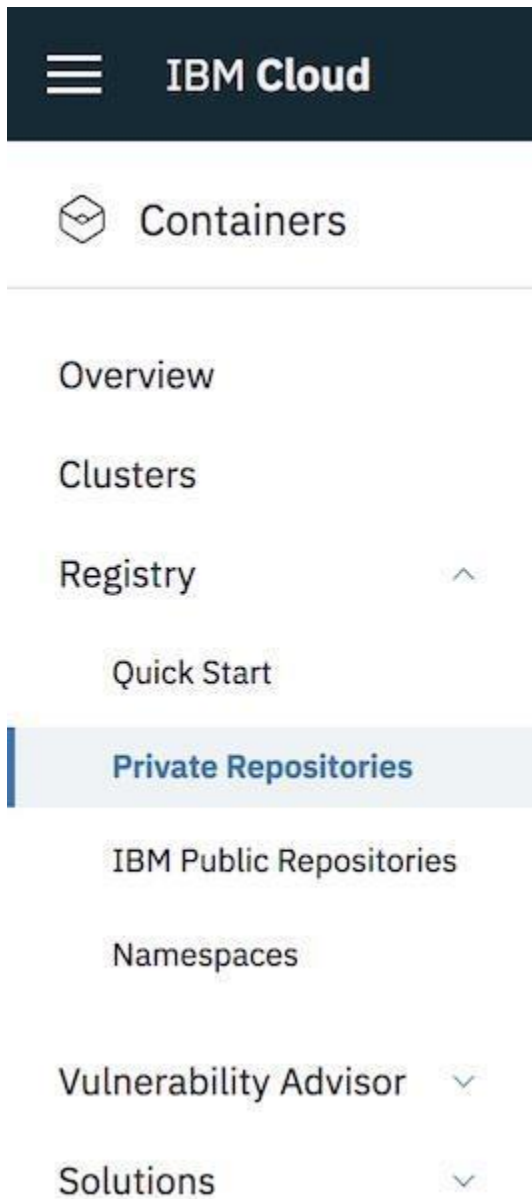 IBM Cloud
Containers
Overview
Clusters
Registry
Quick Start
Private Repositories
IBM Public Repositories
Namespaces
Vulnerability Advisor
Solutions